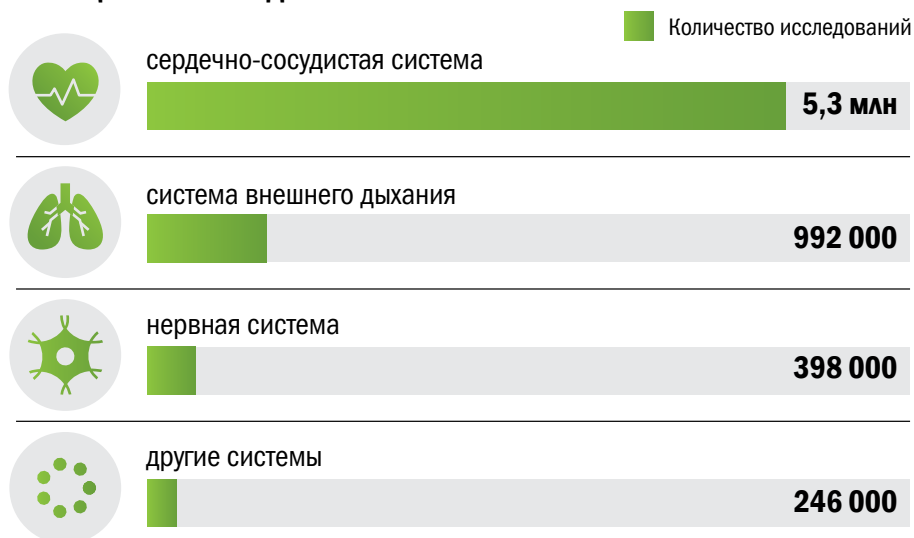 Количество исследований
сердечно-сосудистая система
5,3 млн
система внешнего дыхания
992 000
нервная система
398 000
другие системы
246 000